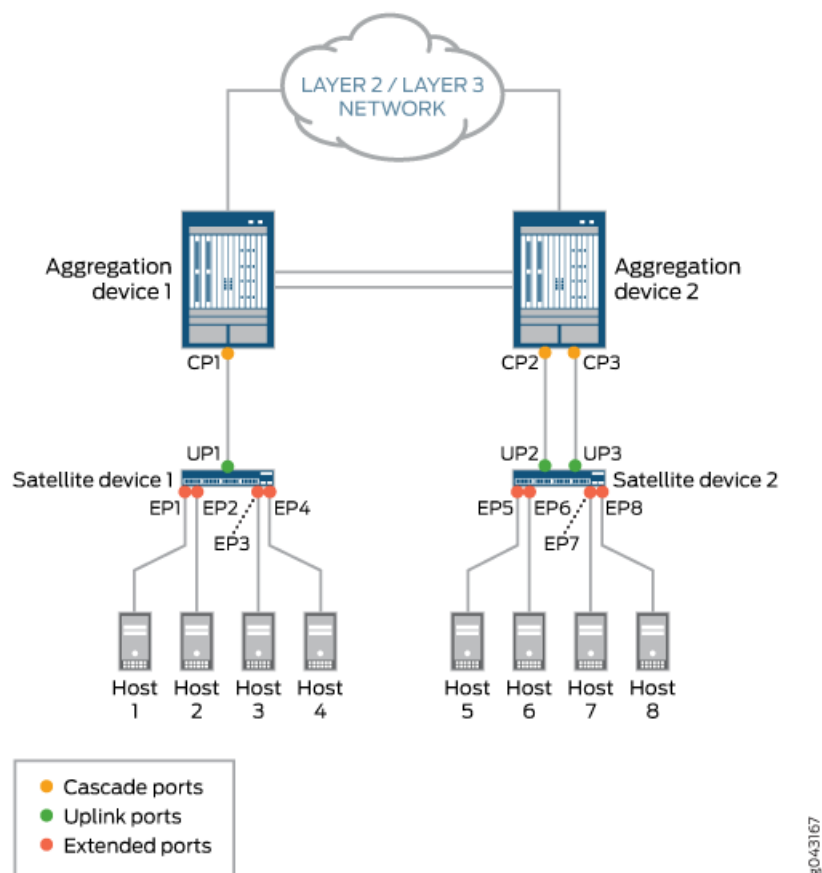 LAYER 2 / LAYER 3
NETWORK
Aggregation
device 1
Aggregation
device 2
CP1
CP2
CP3
UP1
UP2
UP3
Satellite device 1
Satellite device 2
EP1
EP2
EP4
EP3
EP5
EP6
EP8
EP7
Host
1
Host
2
Host
3
Host
4
Host
5
Host
6
Host
7
Host
8
Cascade ports
Uplink ports
Extended ports
g043167